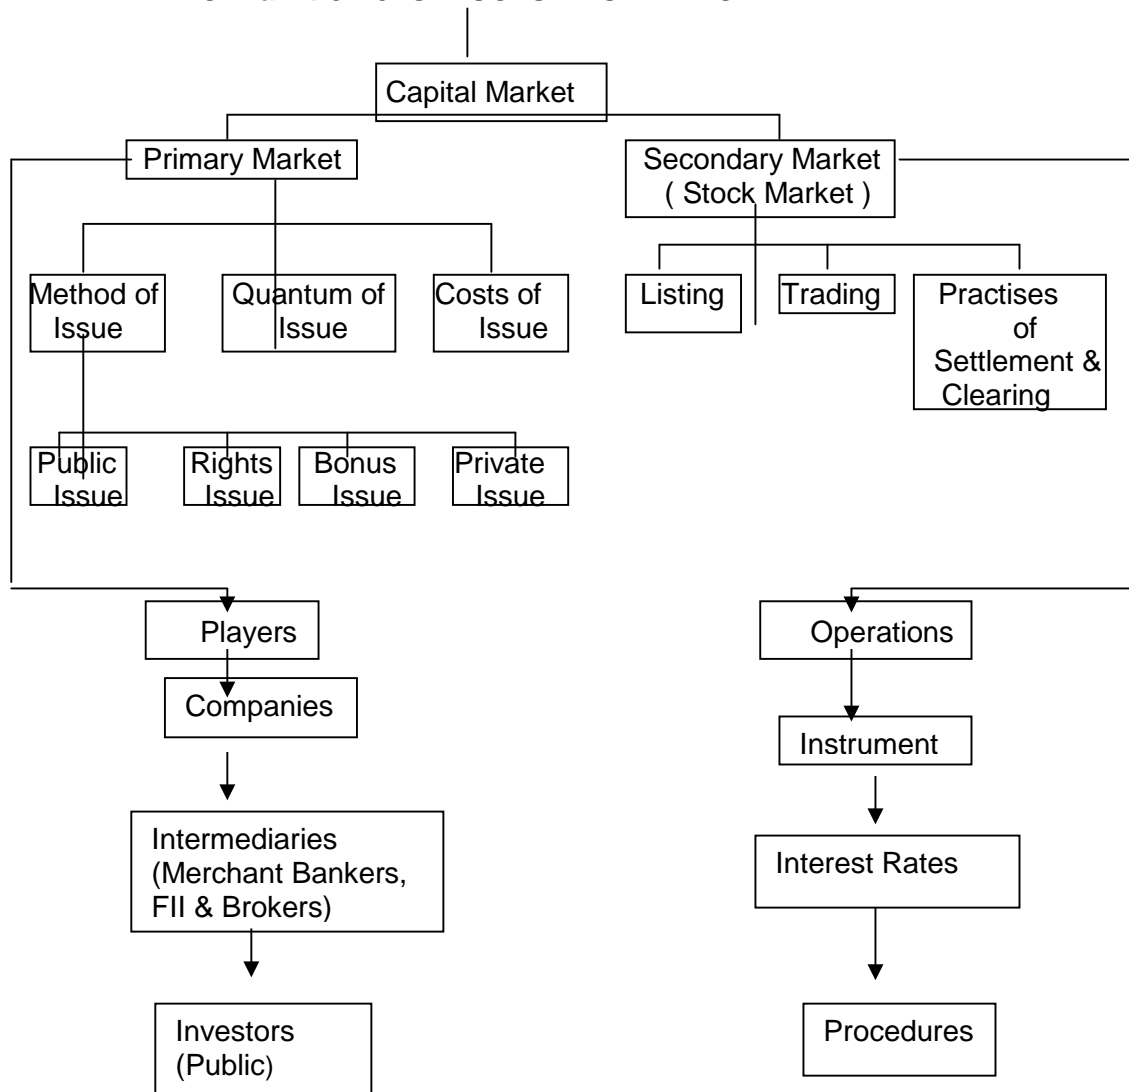 Capital Market
Primary Market
Secondary Market
( Stock Market )
Method of
Issue
Quantum of
Issue
Costs of
Issue
Listing
Trading
Practises
of
Settlement &
Clearing
Public
Issue
Rights
Issue
Bonus
Issue
Private
Issue
Players
Operations
Companies
Instrument
Intermediaries
(Merchant Bankers,
FII & Brokers)
Interest Rates
Investors
(Public)
Procedures